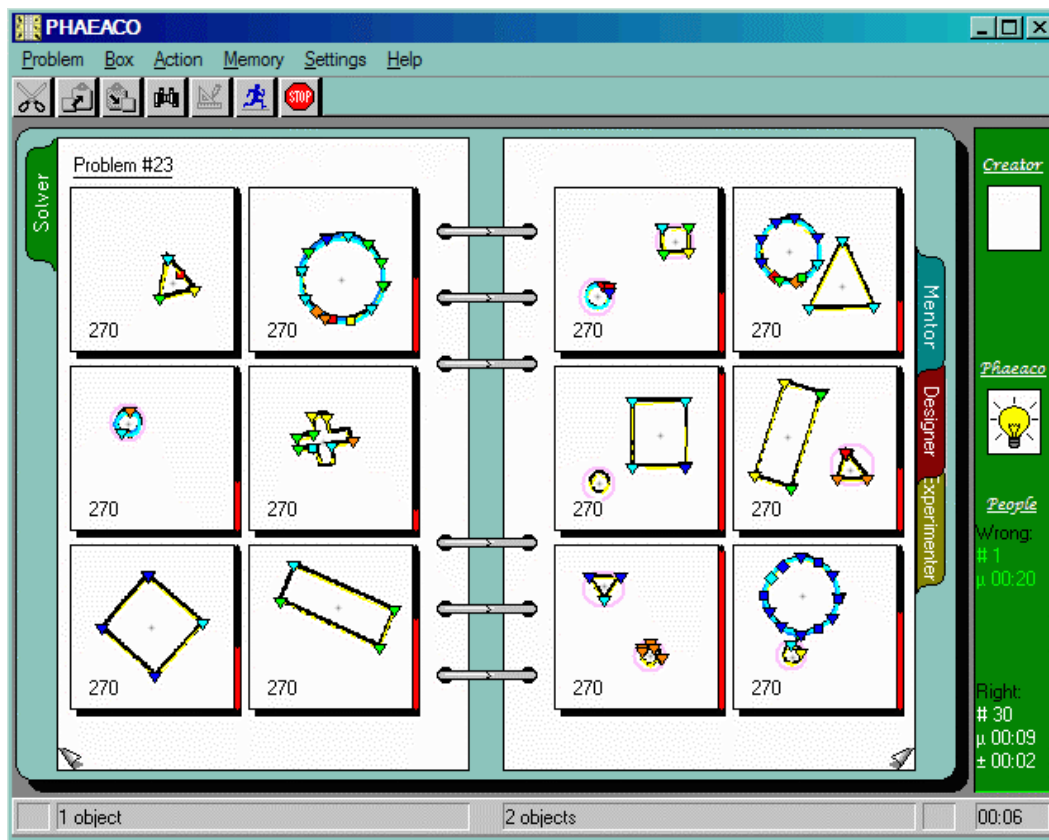 PHAEACO
Problem Box Action Memory Settings Help
STOP
Solver
Problem #23
270 270 270 270
270 270 270 270
270 270 270 270
Mentor
Designer
Experimenter
Creator
Phaeaco
People
Wrong:
# 1
µ 00:20
Right:
# 30
µ 00:09
± 00:02
1 object 2 objects 00:06